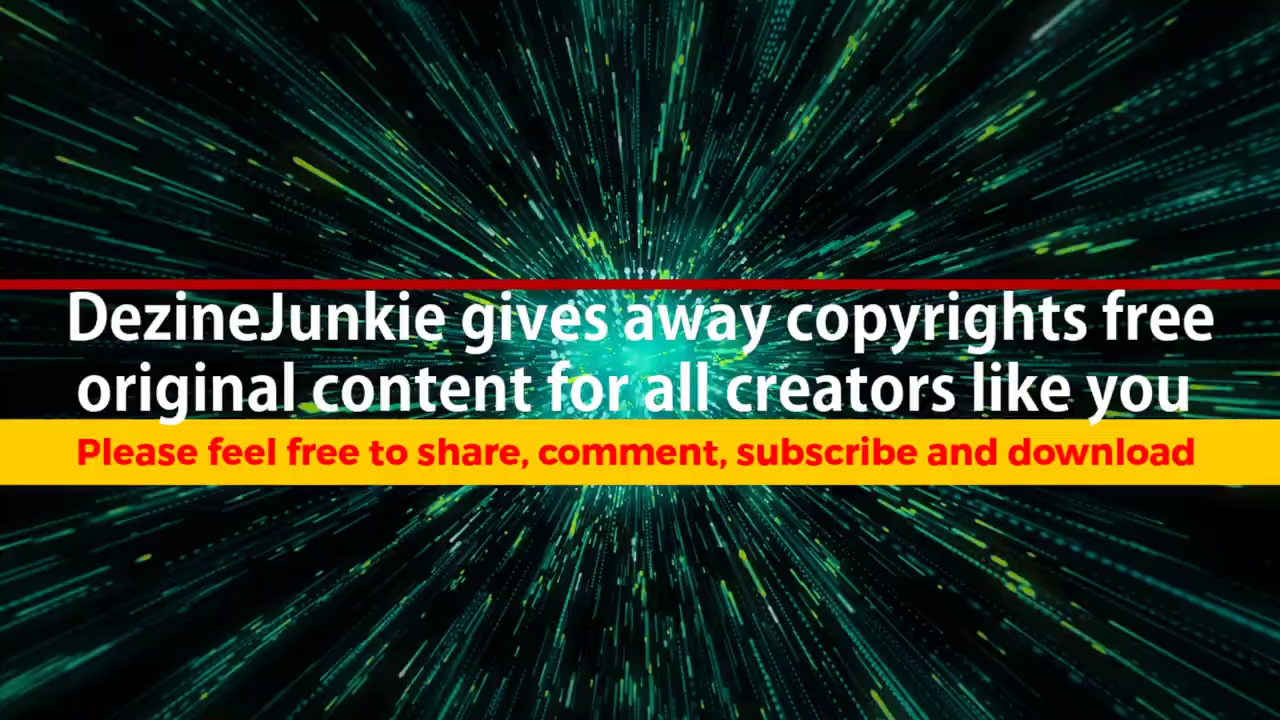 DezineJunkie gives away copyrights free
original content for all creators like you
Please feel free to share, comment, subscribe and download